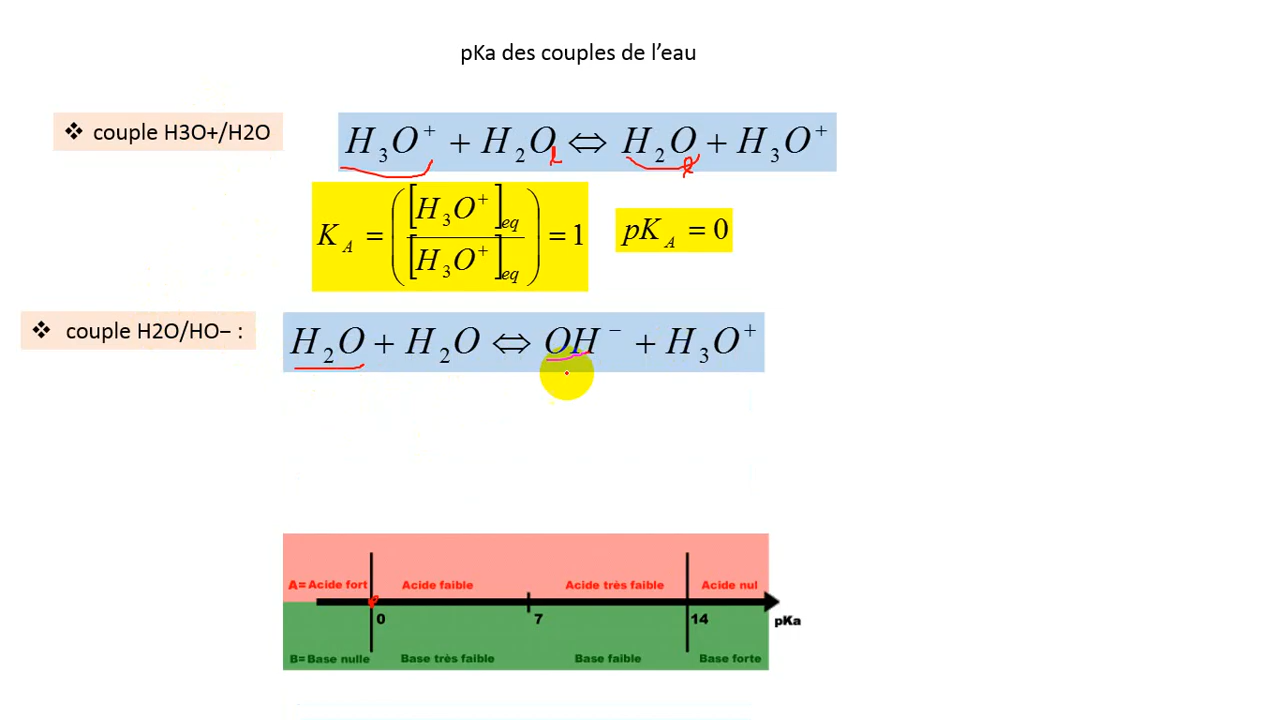 pKa des couples de l’eau
❖ couple H3O+/H2O
H₃O⁺ + H₂O ⇔ H₂O + H₃O⁺
l l
K_A = ([H₃O⁺]eq / [H₃O⁺]eq) = 1
pK_A = 0
❖ couple H2O/HO– :
H₂O + H₂O ⇔ OH⁻ + H₃O⁺
A= Acide fort Acide faible Acide très faible Acide nul
0 7 14 pKa
B= Base nulle Base très faible Base faible Base forte